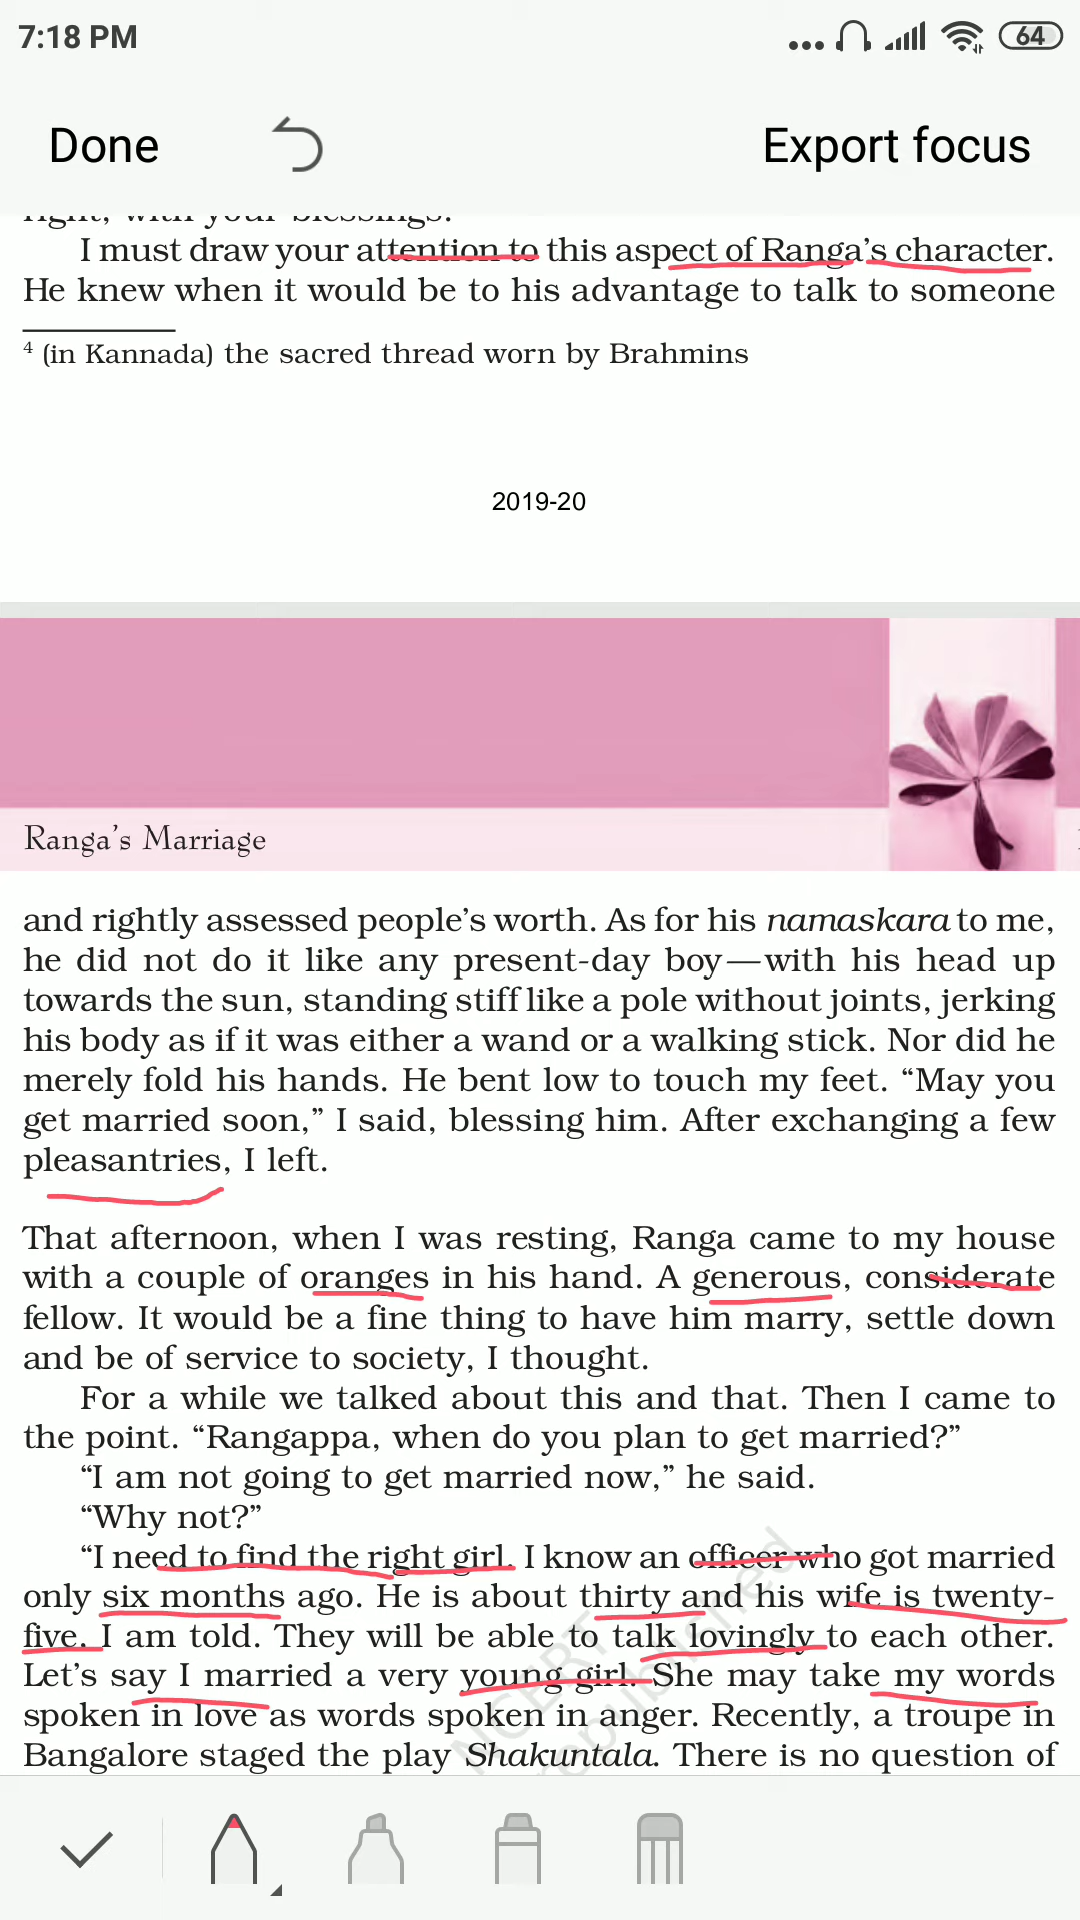 7:18 PM
64
Done
Export focus
right, with your blessings.
I must draw your attention to this aspect of Ranga's character.
He knew when it would be to his advantage to talk to someone
4 (in Kannada) the sacred thread worn by Brahmins
2019-20
Ranga's Marriage
and rightly assessed people's worth. As for his namaskara to me,
he did not do it like any present-day boy—with his head up
towards the sun, standing stiff like a pole without joints, jerking
his body as if it was either a wand or a walking stick. Nor did he
merely fold his hands. He bent low to touch my feet. “May you
get married soon,” I said, blessing him. After exchanging a few
pleasantries, I left.
That afternoon, when I was resting, Ranga came to my house
with a couple of oranges in his hand. A generous, considerate
fellow. It would be a fine thing to have him marry, settle down
and be of service to society, I thought.
For a while we talked about this and that. Then I came to
the point. “Rangappa, when do you plan to get married?”
“I am not going to get married now,” he said.
“Why not?”
“I need to find the right girl. I know an officer who got married
only six months ago. He is about thirty and his wife is twenty-
five, I am told. They will be able to talk lovingly to each other.
Let's say I married a very young girl. She may take my words
spoken in love as words spoken in anger. Recently, a troupe in
Bangalore staged the play Shakuntala. There is no question of
NCERT
republished